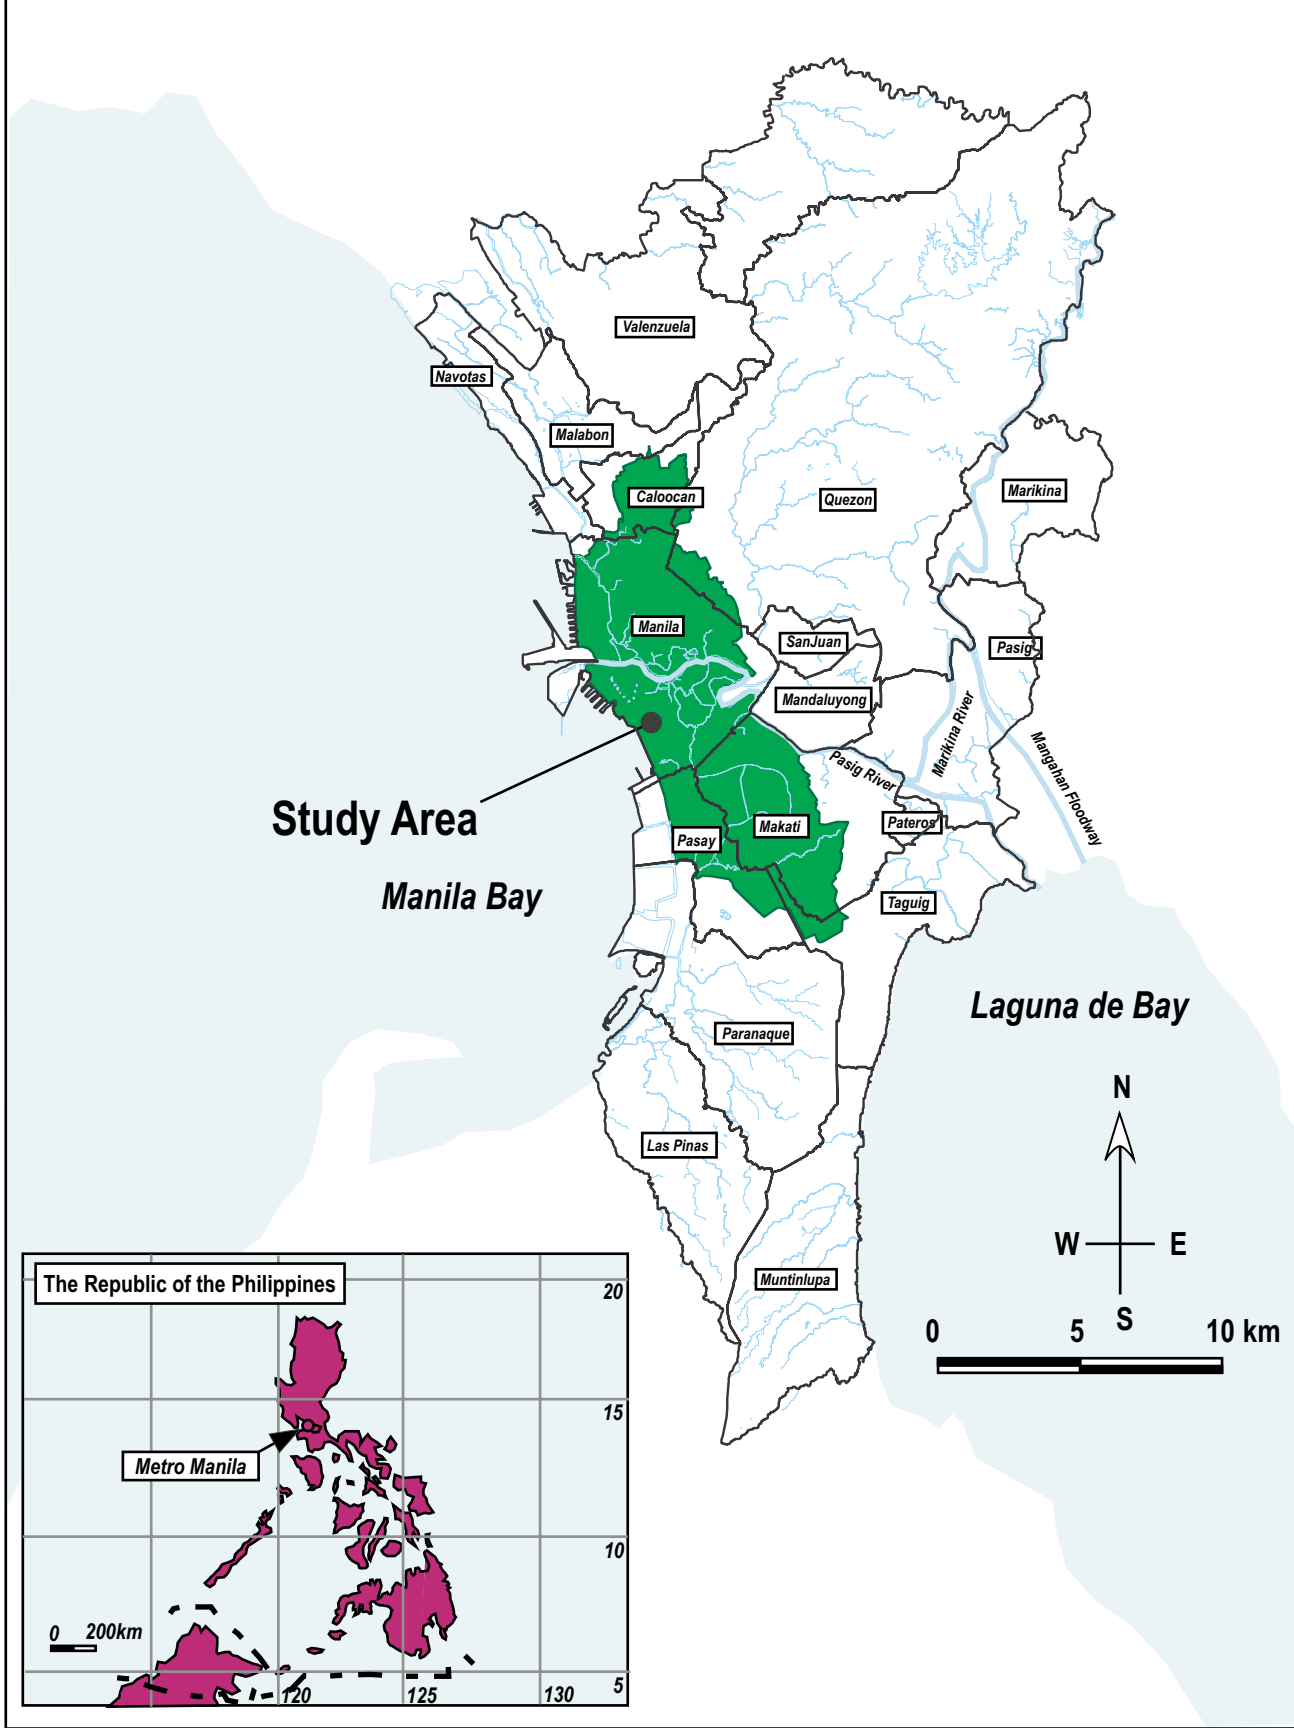 Valenzuela
Navotas
Malabon
Caloocan
Quezon
Marikina
Manila
SanJuan
Pasig
Mandaluyong
Marikina River
Mangahan Floodway
Pasig River
Study Area
Pateros
Makati
Pasay
Manila Bay
Taguig
Laguna de Bay
Paranaque
Las Pinas
Muntinlupa
N
W E
S
0 5 10 km
The Republic of the Philippines
20
15
Metro Manila
10
0 200km
5
120 125 130